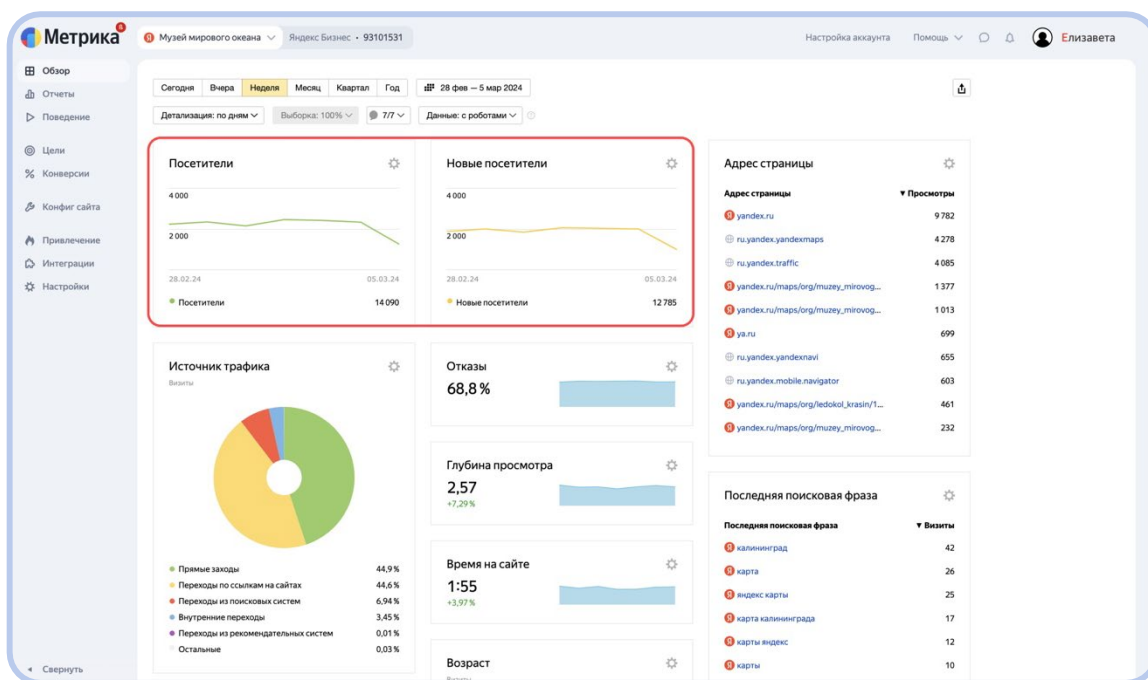 Метрика
Музей мирового океана
Яндекс Бизнес • 93101531
Настройка аккаунта
Помощь
Елизавета
Обзор
Отчеты
Поведение
Цели
Конверсии
Конфиг сайта
Привлечение
Интеграции
Настройки
Свернуть
Сегодня Вчера Неделя Месяц Квартал Год
28 фев — 5 мар 2024
Детализация: по дням
Выборка: 100%
7/7
Данные: с роботами
Посетители
4 000
2 000
28.02.24 05.03.24
Посетители 14 090
Новые посетители
4 000
2 000
28.02.24 05.03.24
Новые посетители 12 785
Адрес страницы
Адрес страницы ▼ Просмотры
yandex.ru 9 782
ru.yandex.yandexmaps 4 278
ru.yandex.traffic 4 085
yandex.ru/maps/org/muzey_mirovog... 1 377
yandex.ru/maps/org/muzey_mirovog... 1 013
ya.ru 699
ru.yandex.yandexnavi 655
ru.yandex.mobile.navigator 603
yandex.ru/maps/org/ledokol_krasin/1... 461
yandex.ru/maps/org/muzey_mirovog... 232
Источник трафика
Визиты
Прямые заходы 44,9 %
Переходы по ссылкам на сайтах 44,6 %
Переходы из поисковых систем 6,94 %
Внутренние переходы 3,45 %
Переходы из рекомендательных систем 0,01 %
Остальные 0,03 %
Отказы
68,8 %
Глубина просмотра
2,57
+7,29 %
Время на сайте
1:55
+3,97 %
Возраст
Последняя поисковая фраза
Последняя поисковая фраза ▼ Визиты
калининград 42
карта 26
яндекс карты 25
карта калининграда 17
карты яндекс 12
карты 10